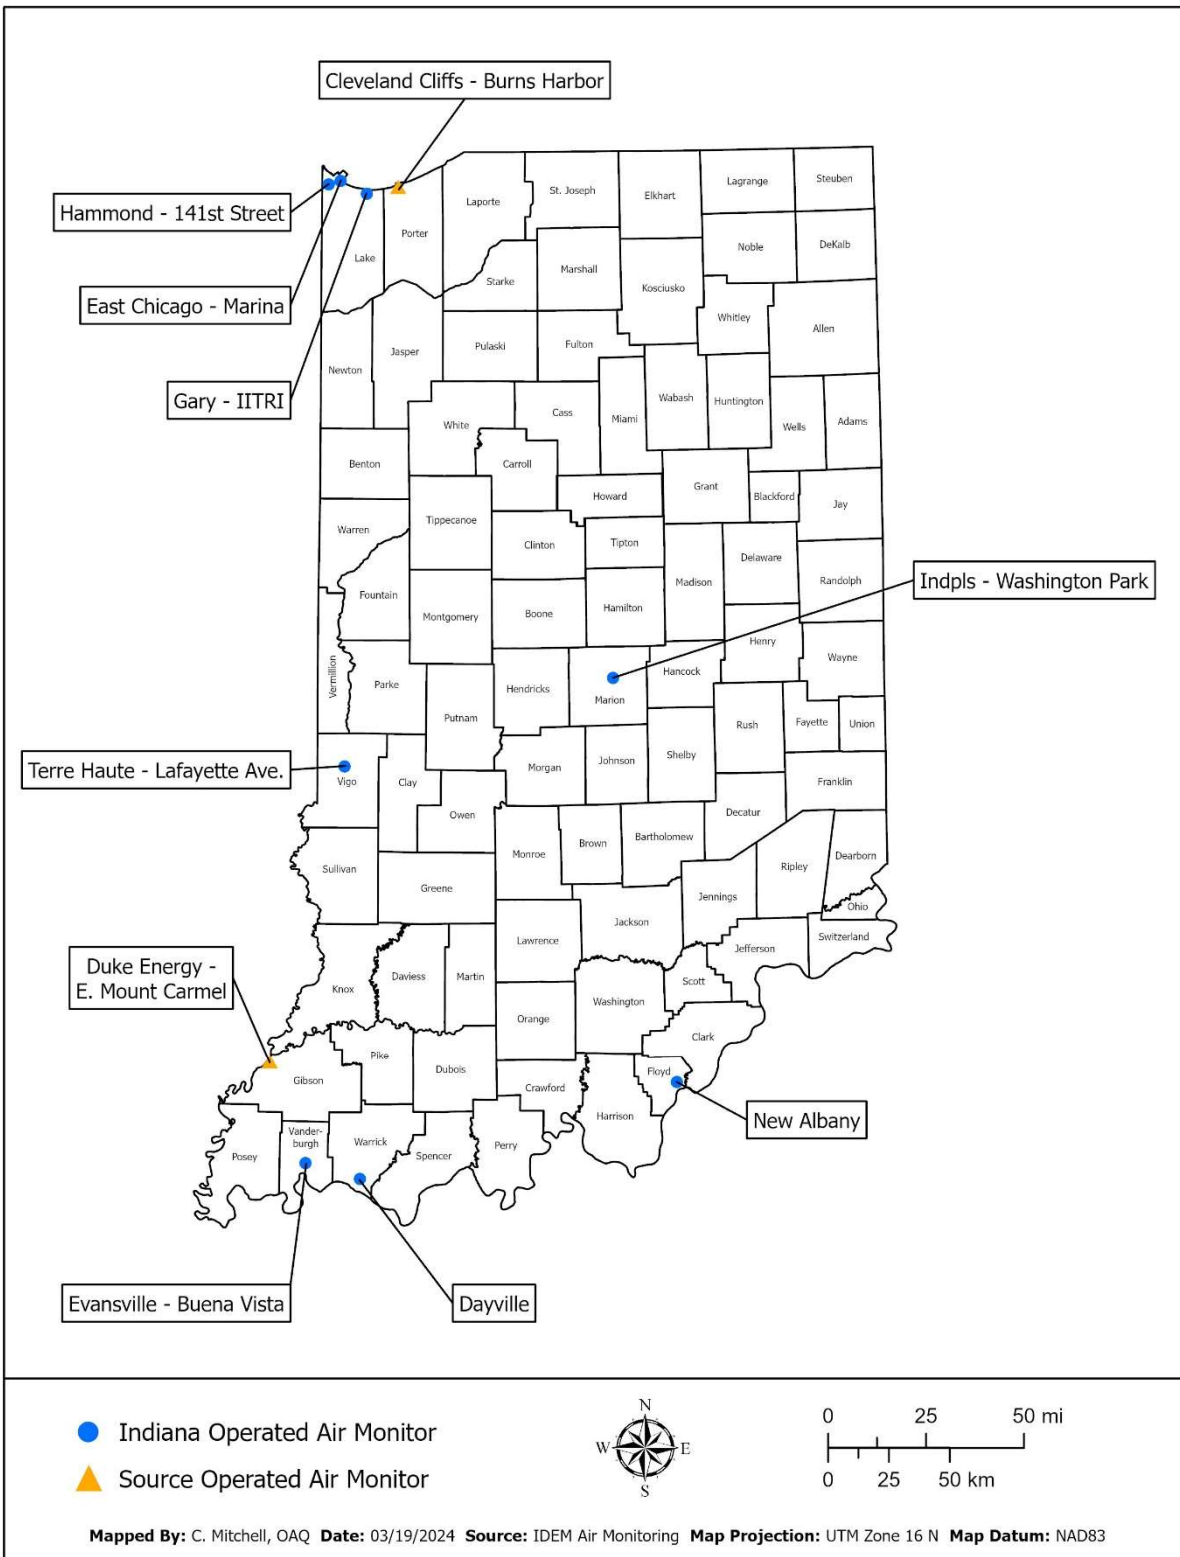 Cleveland Cliffs - Burns Harbor
Hammond - 141st Street
East Chicago - Marina
Gary - IITRI
Indpls - Washington Park
Terre Haute - Lafayette Ave.
Duke Energy -
E. Mount Carmel
New Albany
Evansville - Buena Vista
Dayville
Lake
Porter
Laporte
St. Joseph
Elkhart
Lagrange
Steuben
Noble
DeKalb
Starke
Marshall
Kosciusko
Whitley
Allen
Newton
Jasper
Pulaski
Fulton
White
Cass
Miami
Wabash
Huntington
Wells
Adams
Benton
Carroll
Howard
Grant
Blackford
Jay
Warren
Tippecanoe
Clinton
Tipton
Delaware
Randolph
Fountain
Montgomery
Boone
Hamilton
Madison
Henry
Wayne
Vermillion
Parke
Putnam
Hendricks
Marion
Hancock
Rush
Fayette
Union
Vigo
Clay
Owen
Morgan
Johnson
Shelby
Decatur
Franklin
Sullivan
Greene
Monroe
Brown
Bartholomew
Jennings
Ripley
Dearborn
Ohio
Switzerland
Knox
Daviess
Martin
Lawrence
Jackson
Jefferson
Scott
Washington
Orange
Clark
Gibson
Pike
Dubois
Crawford
Floyd
Harrison
Posey
Vander-
burgh
Warrick
Spencer
Perry
Indiana Operated Air Monitor
Source Operated Air Monitor
N
W
E
S
0 25 50 mi
0 25 50 km
Mapped By: C. Mitchell, OAQ Date: 03/19/2024 Source: IDEM Air Monitoring Map Projection: UTM Zone 16 N Map Datum: NAD83